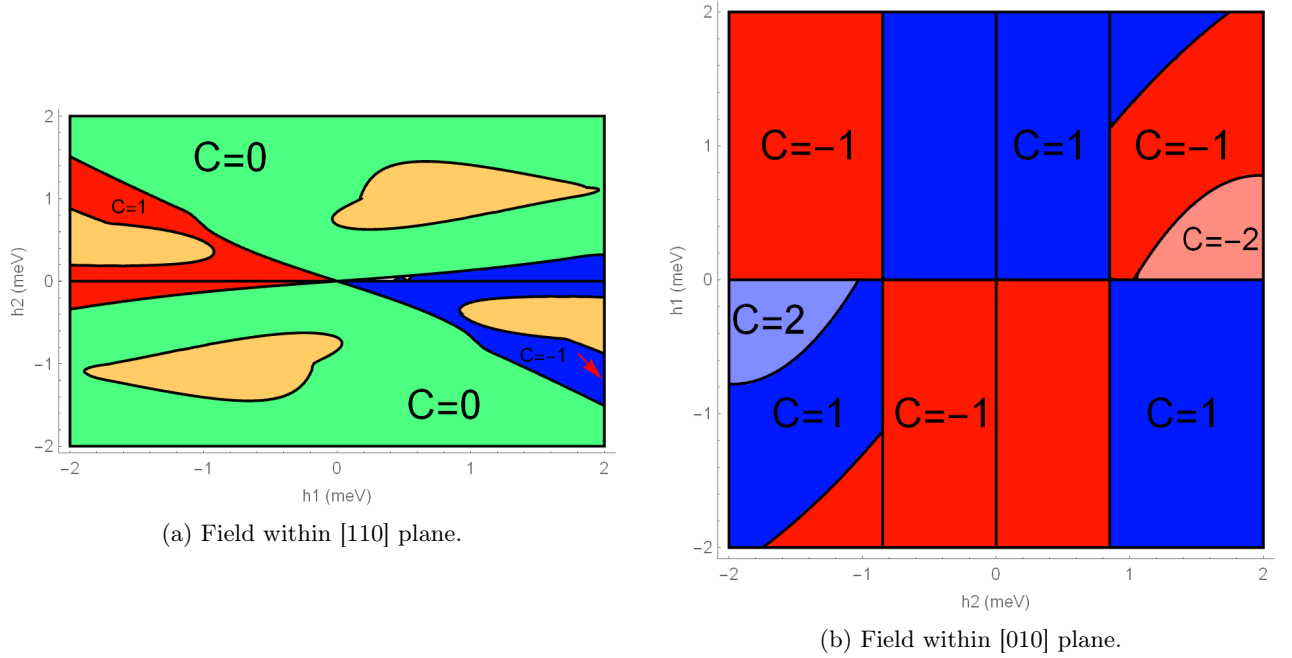 2
1
0
−1
−2
h2 (meV)
C=0
C=1
C=−1
C=0
−2
−1
0
1
2
h1 (meV)
(a) Field within [110] plane.
2
1
0
−1
−2
h1 (meV)
C=−1
C=1
C=−1
C=−2
C=2
C=1
C=−1
C=1
−2
−1
0
1
2
h2 (meV)
(b) Field within [010] plane.